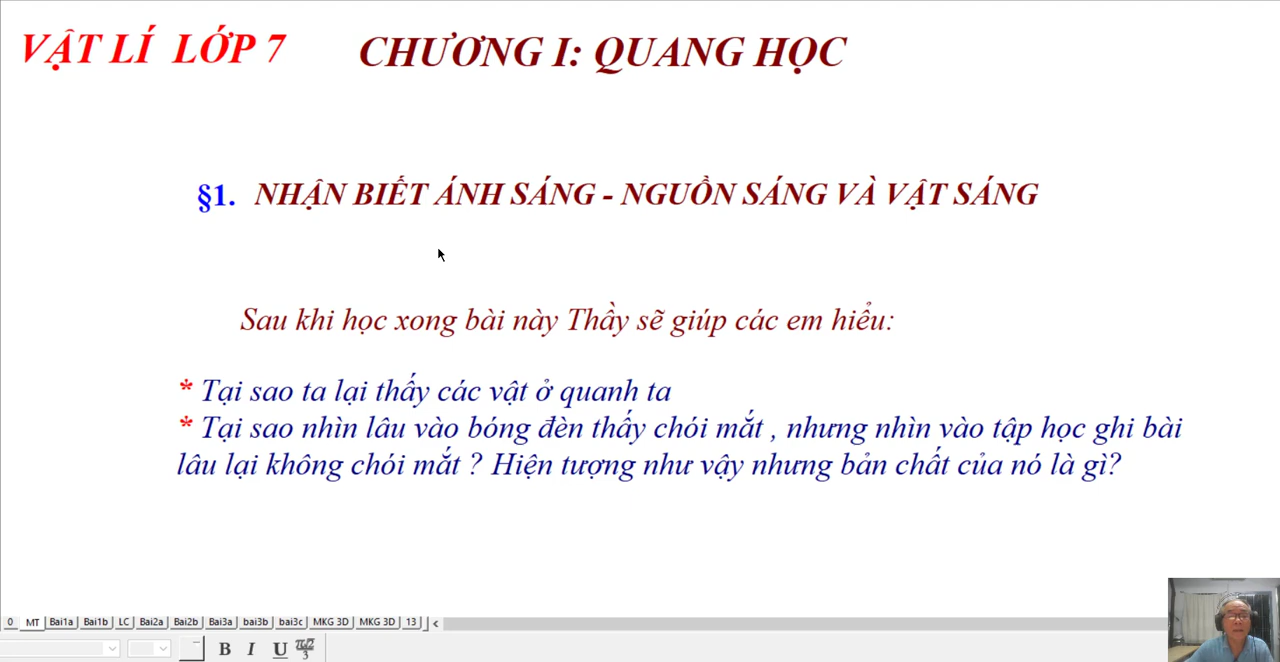 VẬT LÍ LỚP 7 CHƯƠNG I: QUANG HỌC
§1. NHẬN BIẾT ÁNH SÁNG - NGUỒN SÁNG VÀ VẬT SÁNG
Sau khi học xong bài này Thầy sẽ giúp các em hiểu:
* Tại sao ta lại thấy các vật ở quanh ta
* Tại sao nhìn lâu vào bóng đèn thấy chói mắt , nhưng nhìn vào tập học ghi bài
lâu lại không chói mắt ? Hiện tượng như vậy nhưng bản chất của nó là gì?
0 MT Bai1a Bai1b LC Bai2a Bai2b Bai3a bai3b bai3c MKG 3D MKG 3D 13 <
B I U π√2/3